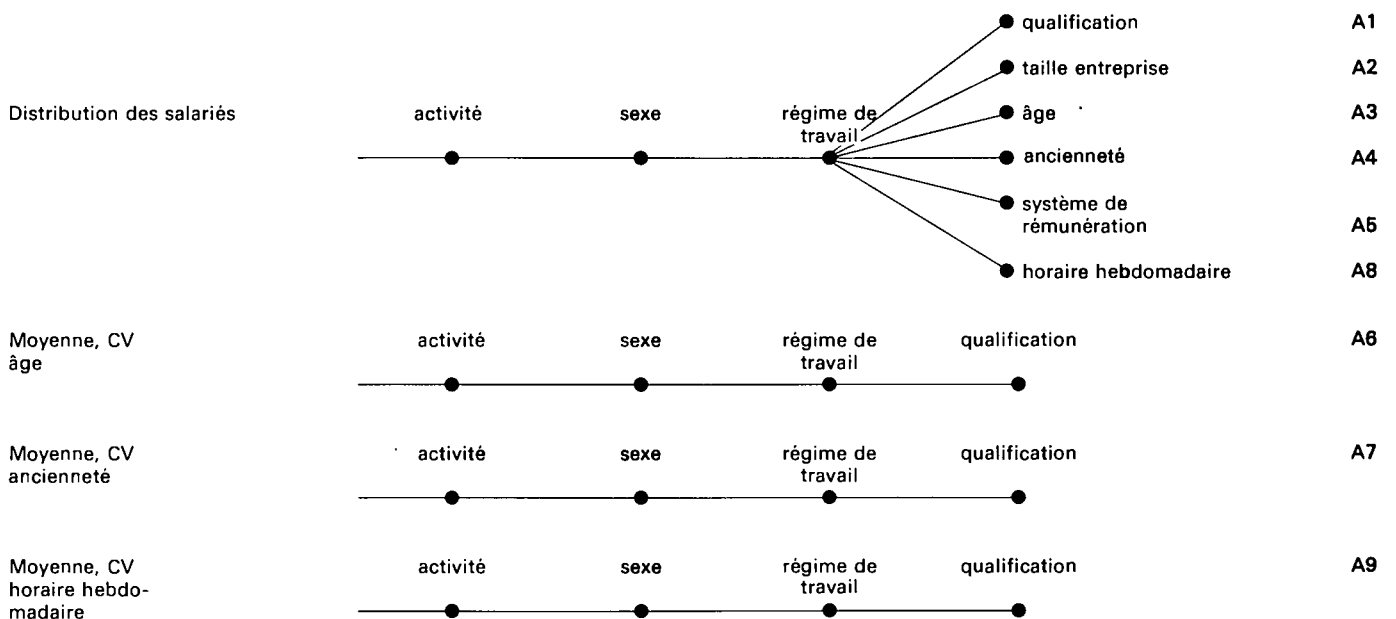 qualification A1
taille entreprise A2
Distribution des salariés activité sexe régime de âge A3
travail
ancienneté A4
système de
rémunération A5
horaire hebdomadaire A8
Moyenne, CV activité sexe régime de qualification A6
âge travail
Moyenne, CV activité sexe régime de qualification A7
ancienneté travail
Moyenne, CV activité sexe régime de qualification A9
horaire hebdo- travail
madaire